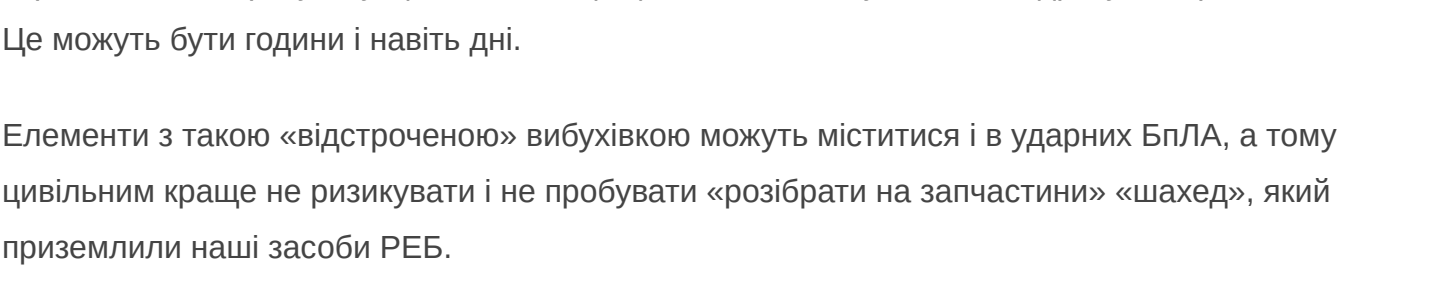 Це можуть бути години і навіть дні.
Елементи з такою «відстроченою» вибухівкою можуть міститися і в ударних БпЛА, а тому
цивільним краще не ризикувати і не пробувати «розібрати на запчастини» «шахед», який
приземлили наші засоби РЕБ.